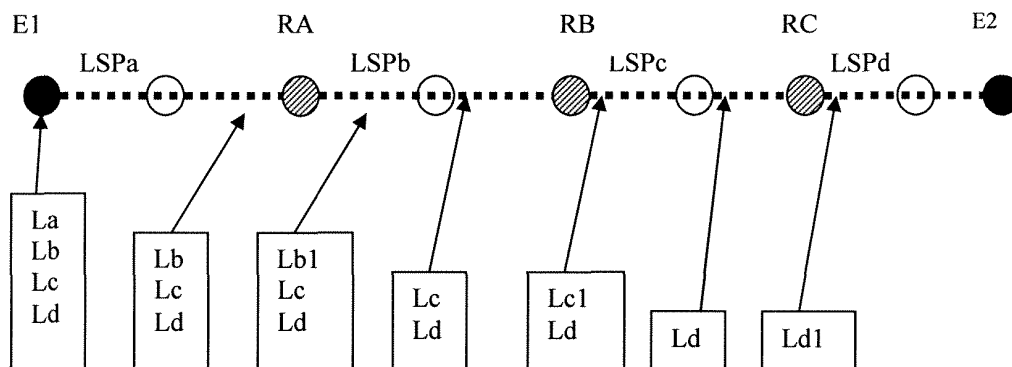 E1 RA RB RC E2
LSPa LSPb LSPc LSPd
La
Lb
Lc
Ld
Lb
Lc
Ld
Lb1
Lc
Ld
Lc
Ld
Lc1
Ld
Ld
Ld1